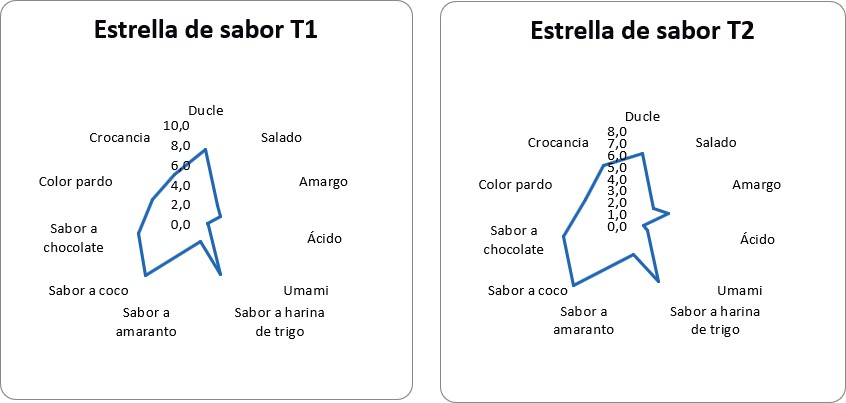 Estrella de sabor T1
Ducle
10,0
8,0
6,0
4,0
2,0
0,0
Salado
Amargo
Ácido
Umami
Sabor a harina
de trigo
Sabor a
amaranto
Sabor a coco
Sabor a
chocolate
Color pardo
Crocancia
Estrella de sabor T2
Ducle
8,0
7,0
6,0
5,0
4,0
3,0
2,0
1,0
0,0
Salado
Amargo
Ácido
Umami
Sabor a harina
de trigo
Sabor a
amaranto
Sabor a coco
Sabor a
chocolate
Color pardo
Crocancia